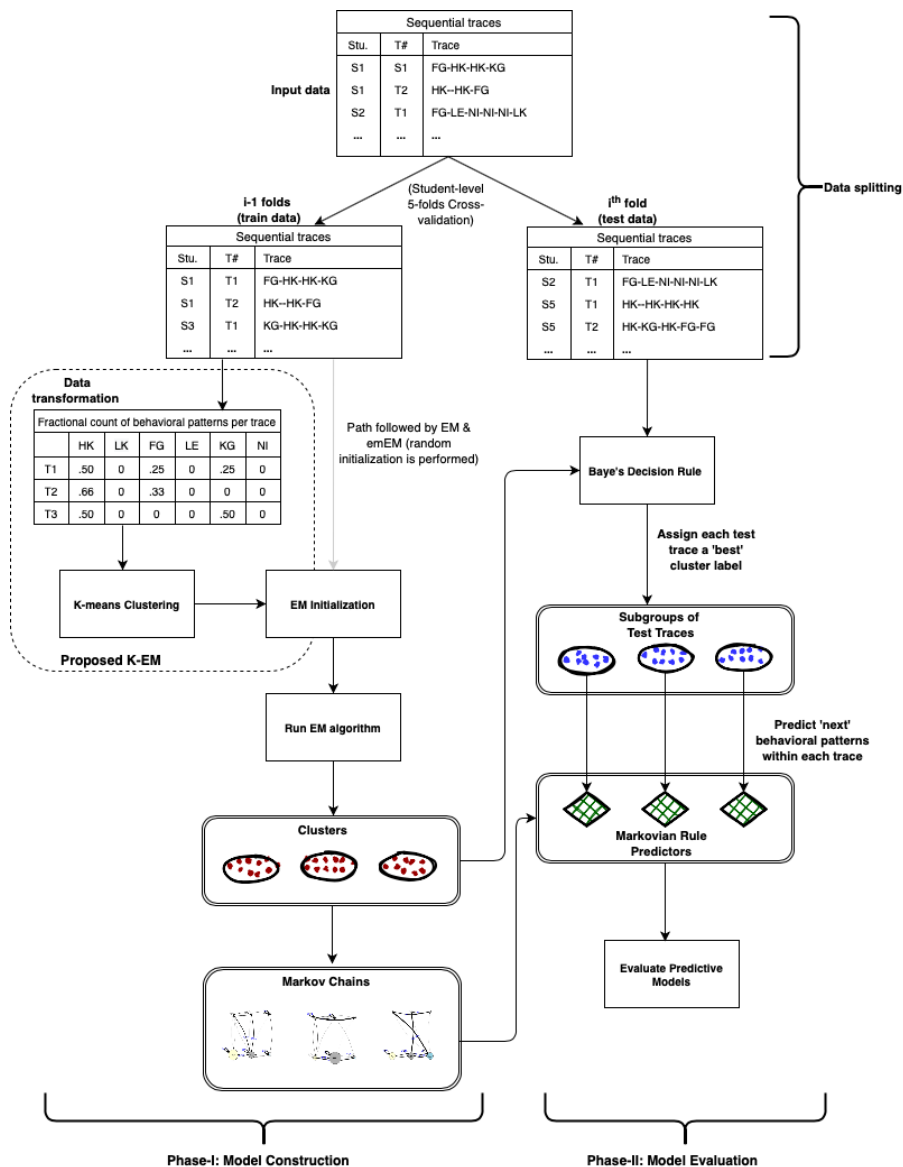 Sequential traces
Stu. T# Trace
S1 S1 FG-HK-HK-KG
S1 T2 HK--HK-FG
S2 T1 FG-LE-NI-NI-NI-LK
... ... ...
Input data
Data splitting
(Student-level
5-folds Cross-
validation)
i-1 folds
(train data)
Sequential traces
Stu. T# Trace
S1 T1 FG-HK-HK-KG
S1 T2 HK--HK-FG
S3 T1 KG-HK-HK-KG
... ... ...
ith fold
(test data)
Sequential traces
Stu. T# Trace
S2 T1 FG-LE-NI-NI-NI-LK
S5 T1 HK--HK-HK-HK
S5 T2 HK-KG-HK-FG-FG
... ... ...
Data
transformation
Fractional count of behavioral patterns per trace
HK LK FG LE KG NI
T1 .50 0 .25 0 .25 0
T2 .66 0 .33 0 0 0
T3 .50 0 0 0 .50 0
Path followed by EM &
emEM (random
initialization is performed)
K-means Clustering
EM Initialization
Proposed K-EM
Run EM algorithm
Clusters
Markov Chains
Baye's Decision Rule
Assign each test
trace a 'best'
cluster label
Subgroups of
Test Traces
Predict 'next'
behavioral patterns
within each trace
Markovian Rule
Predictors
Evaluate Predictive
Models
Phase-I: Model Construction
Phase-II: Model Evaluation